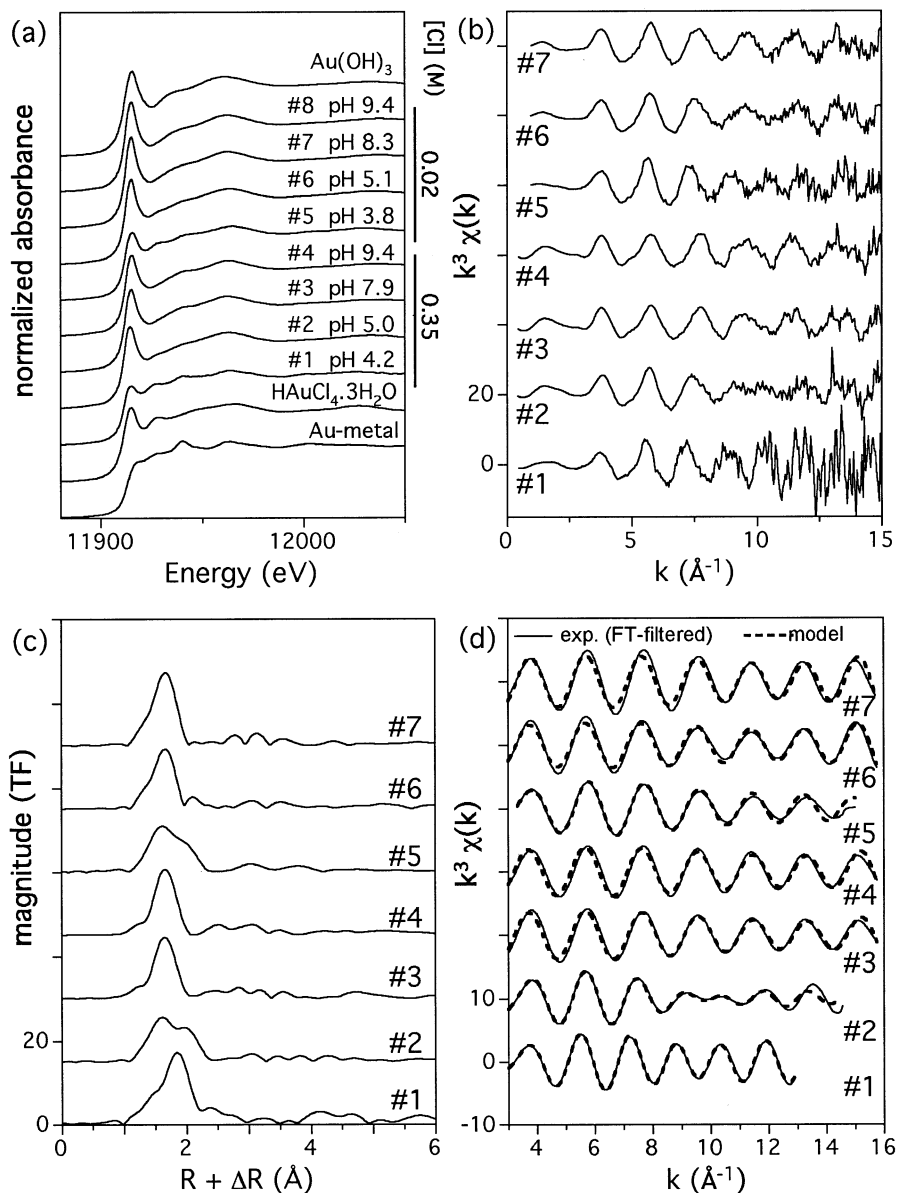 (a)
[Cl] (M)
Au(OH)3
#8 pH 9.4
#7 pH 8.3
#6 pH 5.1
#5 pH 3.8
0.02
#4 pH 9.4
#3 pH 7.9
#2 pH 5.0
#1 pH 4.2
0.35
HAuCl4.3H2O
Au-metal
normalized absorbance
11900
12000
Energy (eV)
(b)
#7
#6
#5
#4
#3
#2
#1
20
0
k3 χ(k)
0
5
10
15
k (Å-1)
(c)
#7
#6
#5
#4
#3
#2
#1
20
0
magnitude (TF)
0
2
4
6
R + ΔR (Å)
(d)
exp. (FT-filtered)
model
#7
#6
#5
#4
#3
#2
#1
10
0
-10
k3 χ(k)
4
6
8
10
12
14
16
k (Å-1)